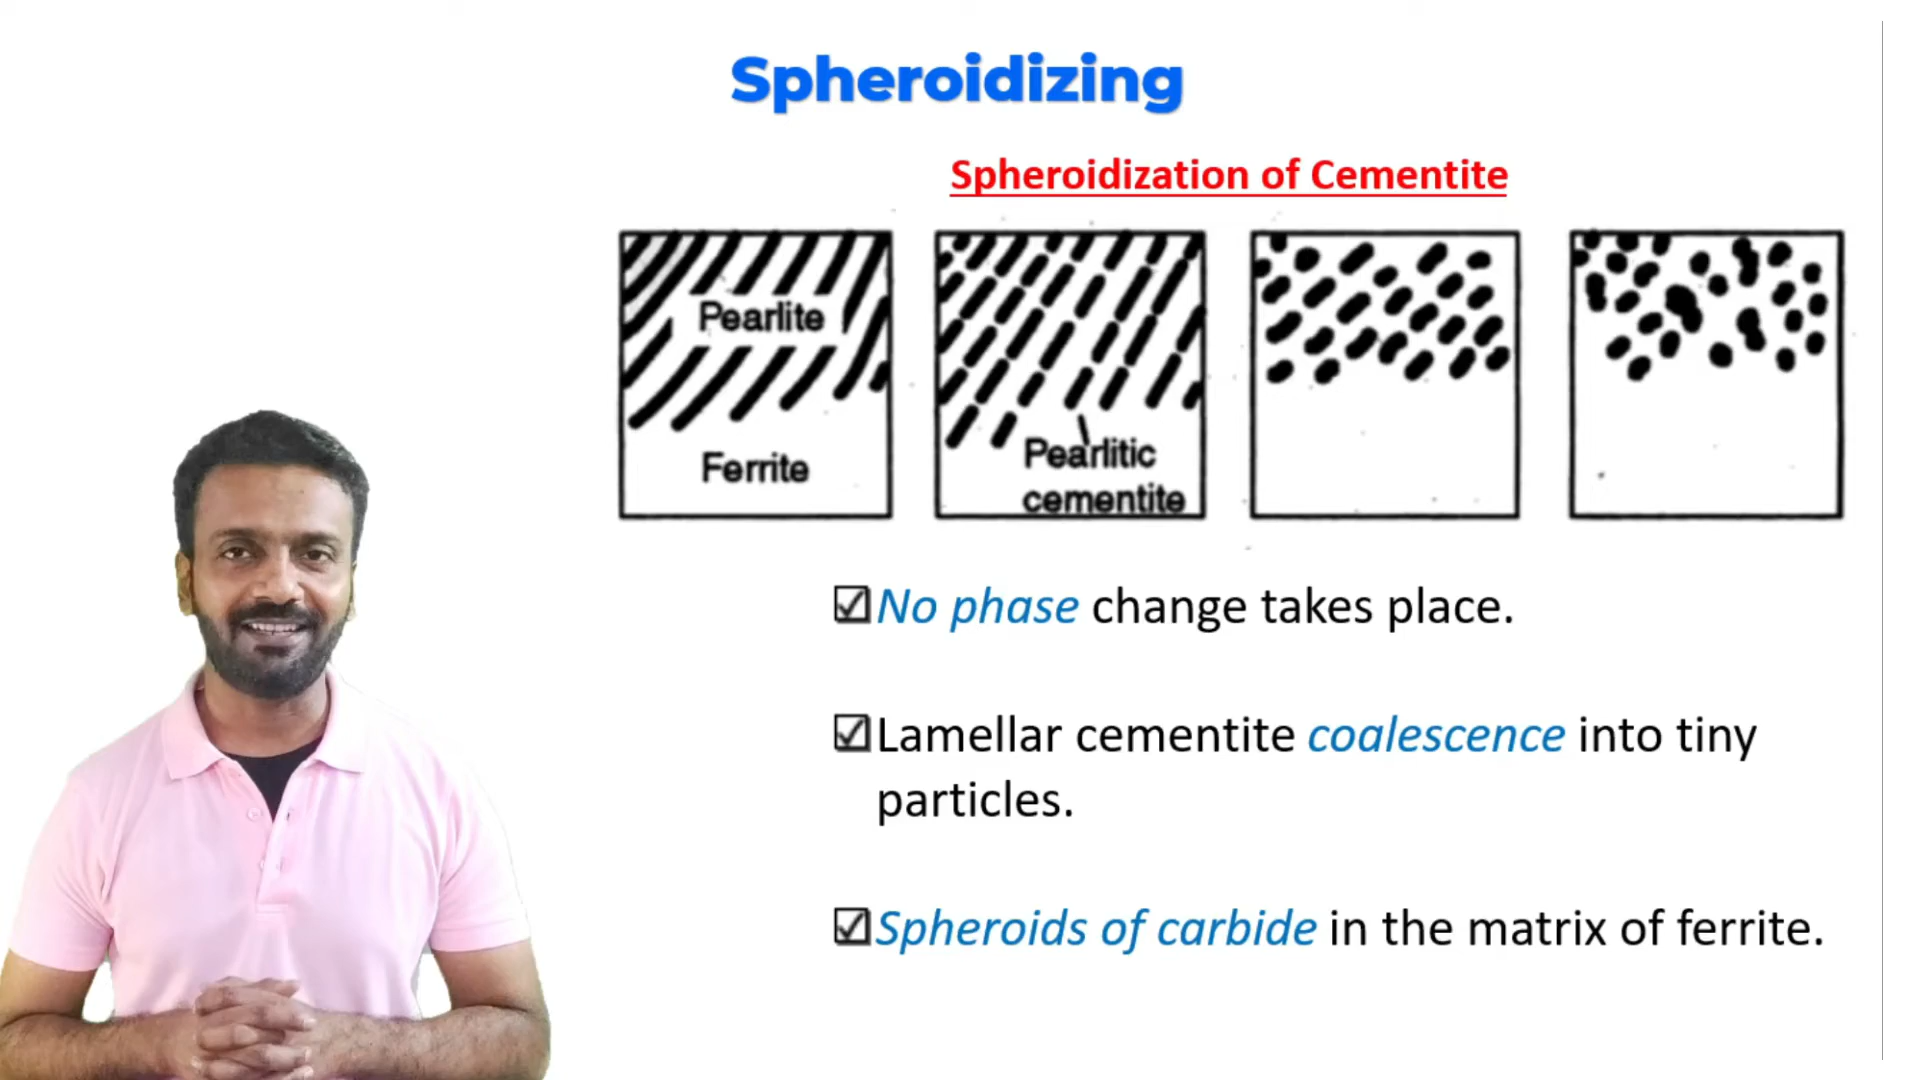 Spheroidizing
Spheroidization of Cementite
Pearlite
Ferrite
Pearlitic
cementite
No phase change takes place.
Lamellar cementite coalescence into tiny
particles.
Spheroids of carbide in the matrix of ferrite.